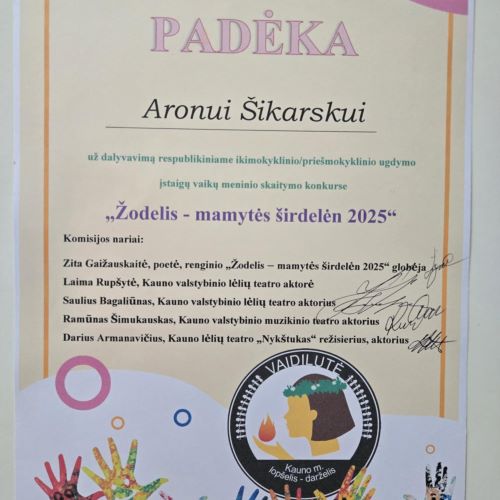 PADĖKA
Aronui Šikarskui
už dalyvavimą respublikiniame ikimokyklinio/priešmokyklinio ugdymo
įstaigų vaikų meninio skaitymo konkurse
„Žodelis - mamytės širdelėn 2025“
Komisijos nariai:
Zita Gaižauskaitė, poetė, renginio „Žodelis – mamytės širdelėn 2025“ globėja
Laima Rupšytė, Kauno valstybinio lėlių teatro aktorė
Saulius Bagaliūnas, Kauno valstybinio lėlių teatro aktorius
Ramūnas Šimukauskas, Kauno valstybinio muzikinio teatro aktorius
Darius Armanavičius, Kauno lėlių teatro „Nykštukas“ režisierius, aktorius
VAIDILUTĖ
Kauno m.
lopšelis - darželis